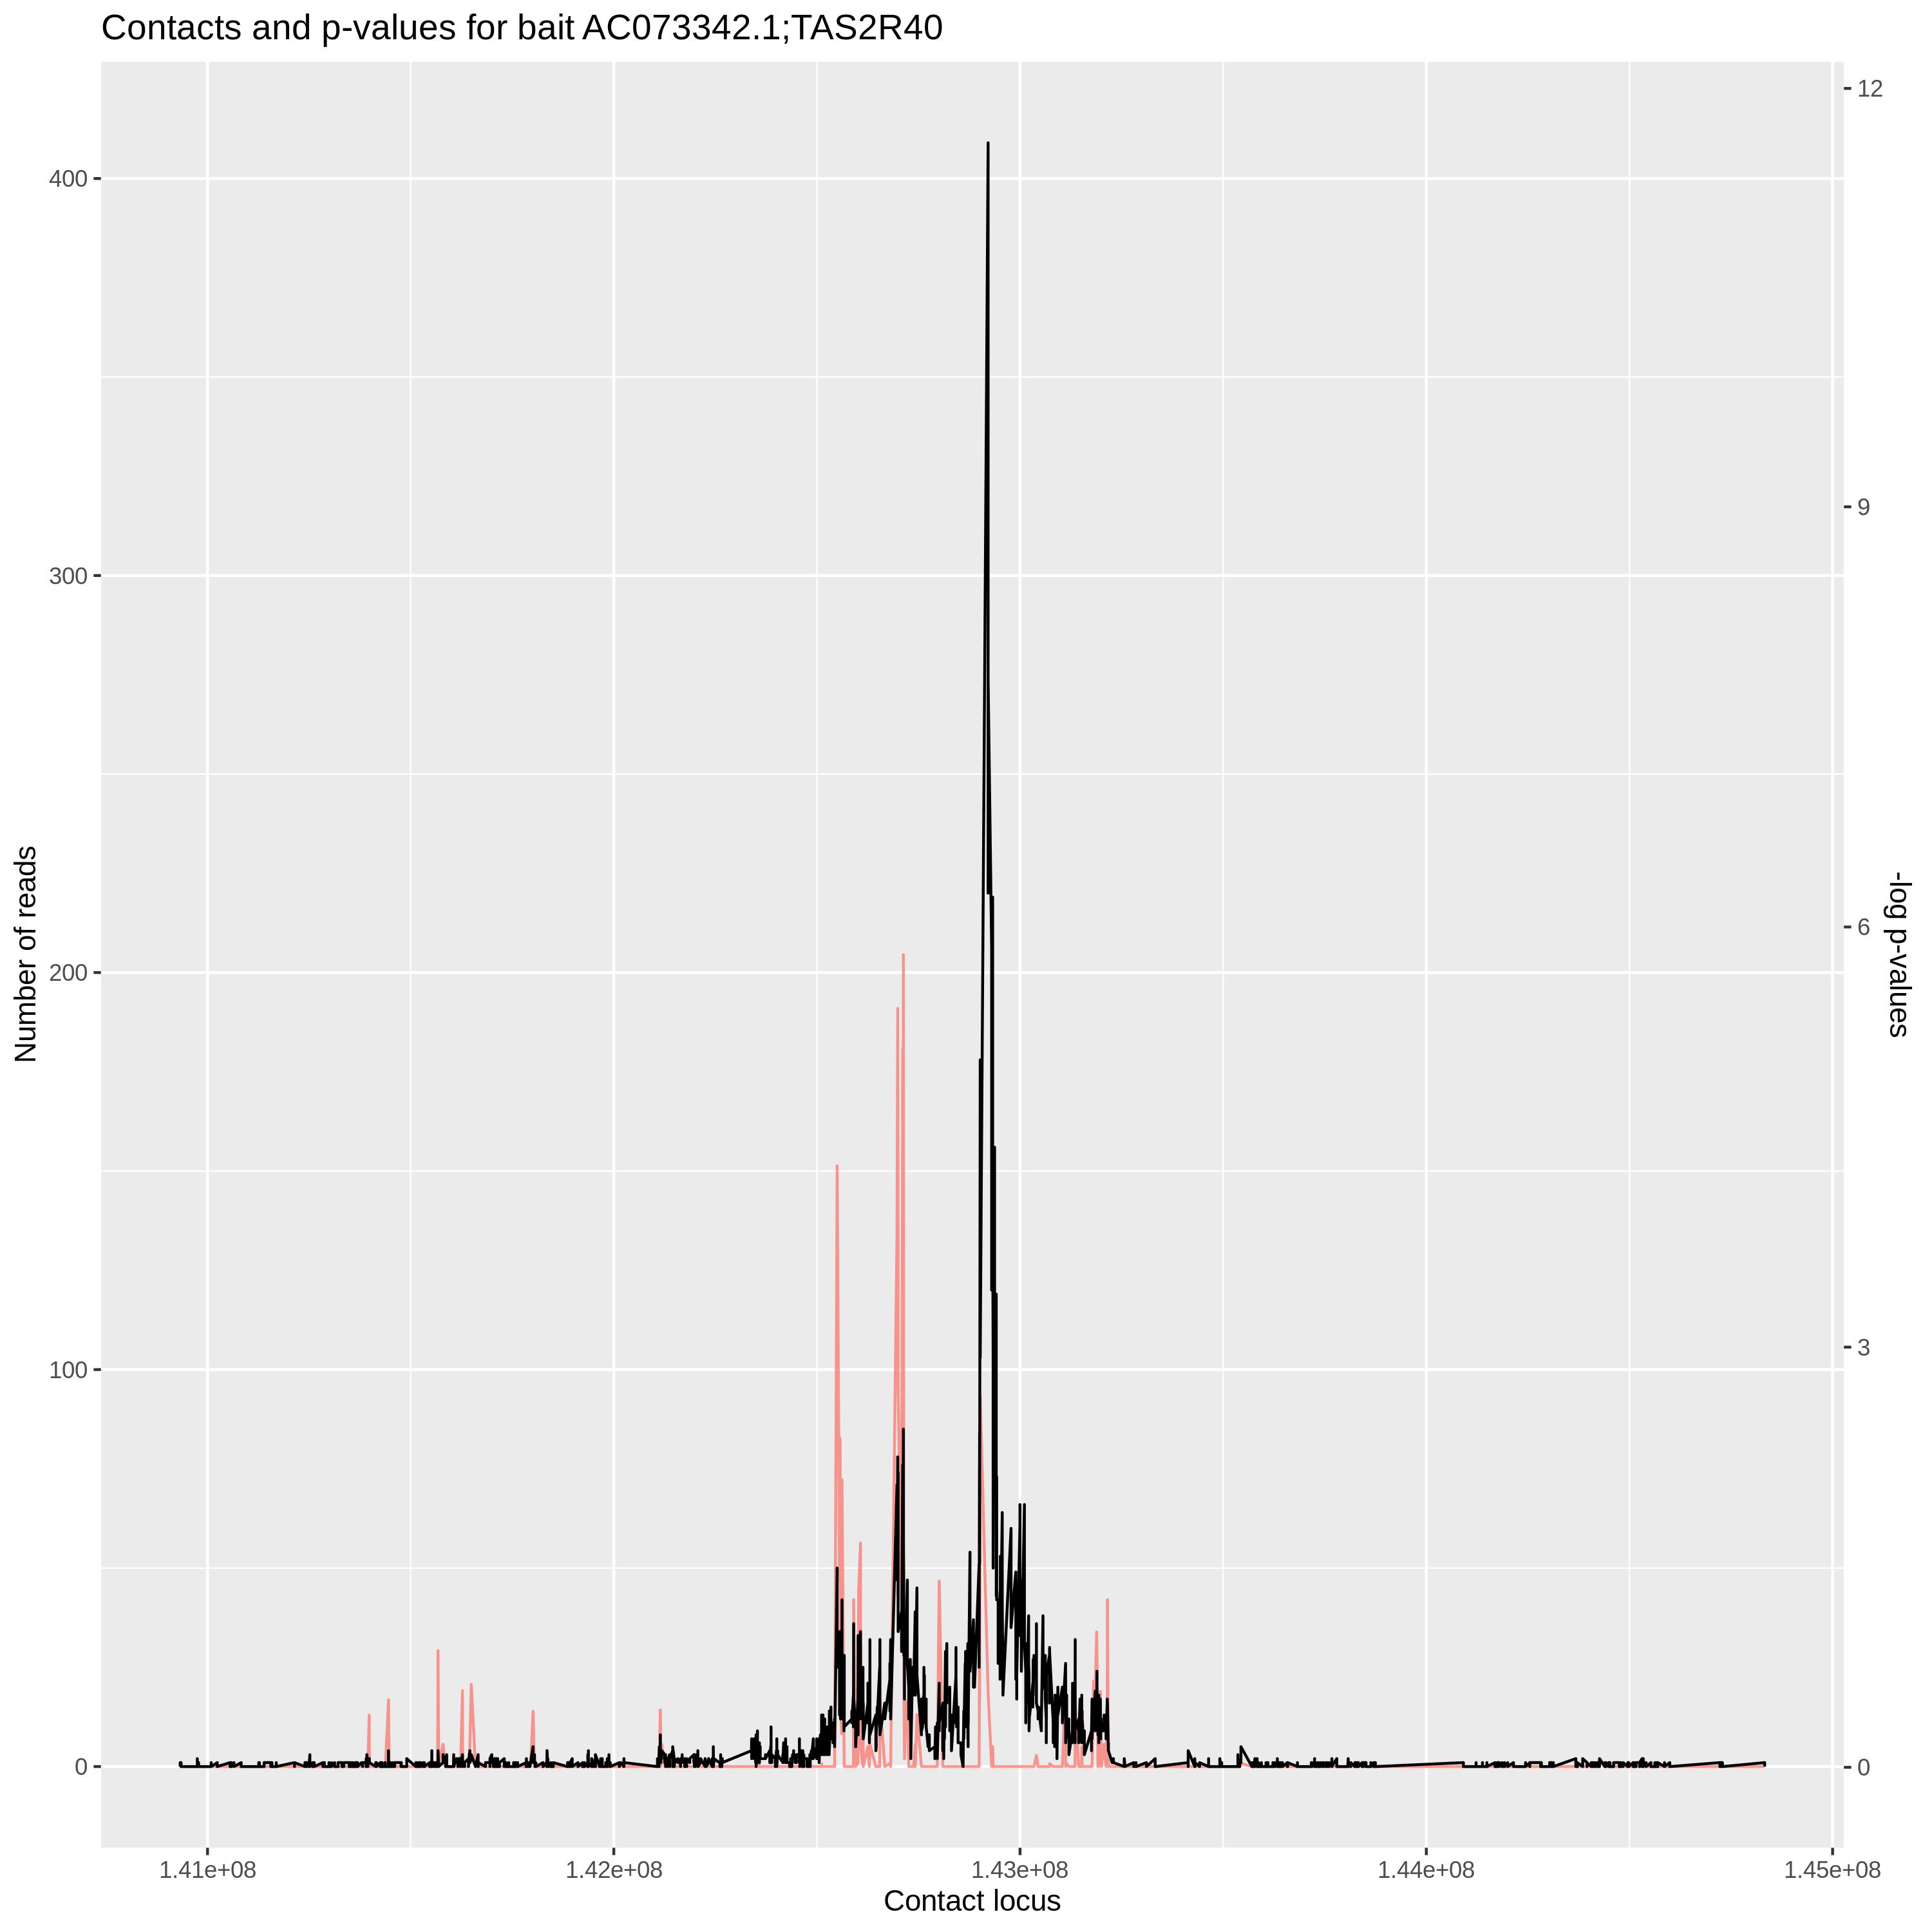 Contacts and p-values for bait AC073342.1;TAS2R40
Number of reads
400
300
200
100
0
12
9
6
3
0
-log p-values
1.41e+08
1.42e+08
1.43e+08
1.44e+08
1.45e+08
Contact locus